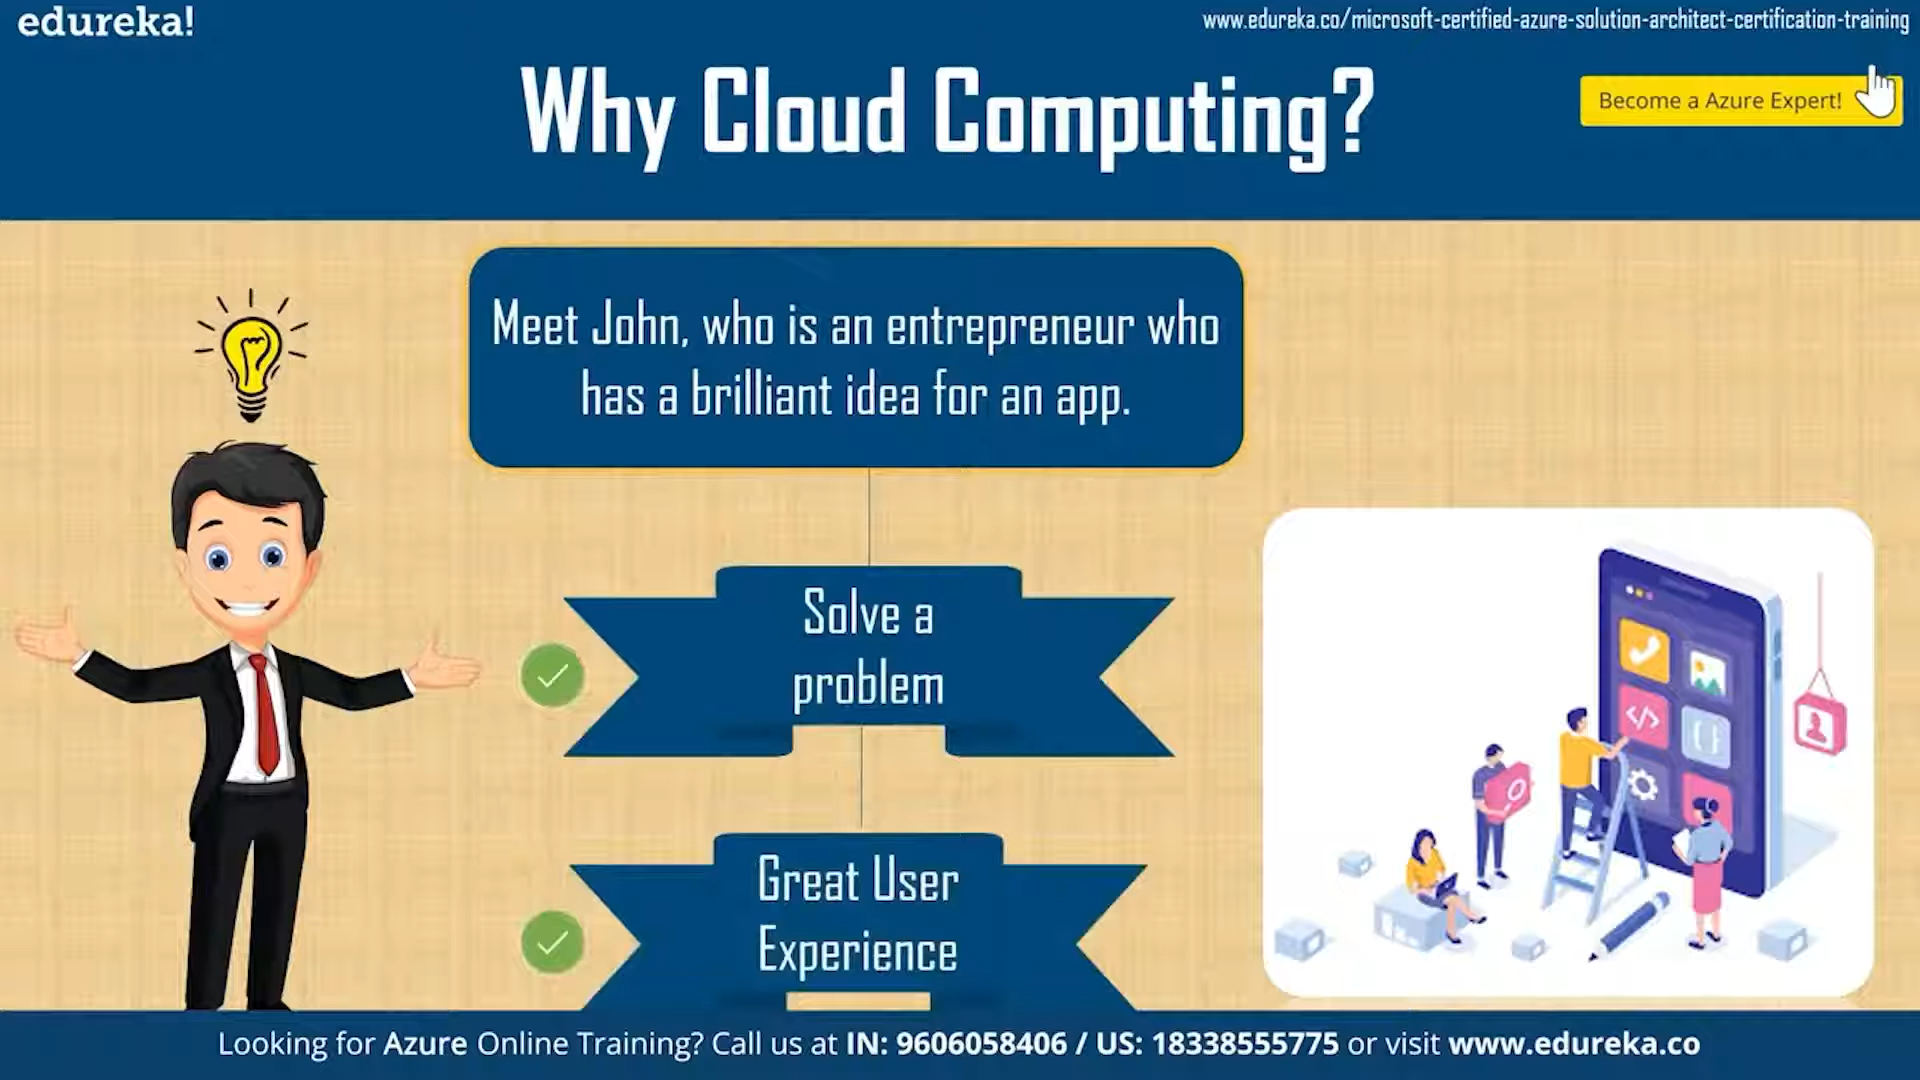 edureka!
www.edureka.co/microsoft-certified-azure-solution-architect-certification-training
Why Cloud Computing?
Become a Azure Expert!
Meet John, who is an entrepreneur who
has a brilliant idea for an app.
Solve a
problem
Great User
Experience
Looking for Azure Online Training? Call us at IN: 9606058406 / US: 18338555775 or visit www.edureka.co